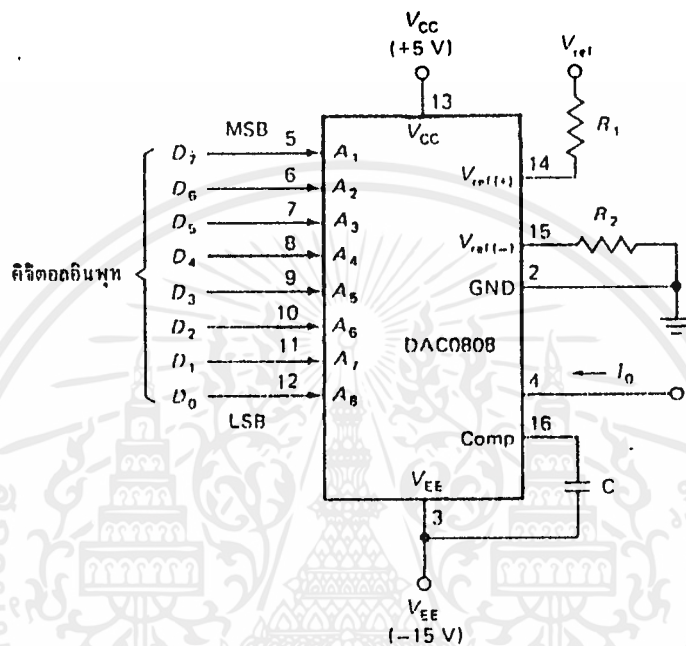 V_CC
(+5 V)
V_ref
13
V_CC
R_1
MSB
14
V_ref(+)
D_7 5 A_1
D_6 6 A_2
D_5 7 A_3
D_4 8 A_4
D_3 9 A_5
D_2 10 A_6
D_1 11 A_7
D_0 12 A_8
LSB
ดิจิตอลอินพุท
15
V_ref(−)
R_2
2
GND
DAC0808
4
I_0
16
Comp
C
V_EE
3
V_EE
(−15 V)